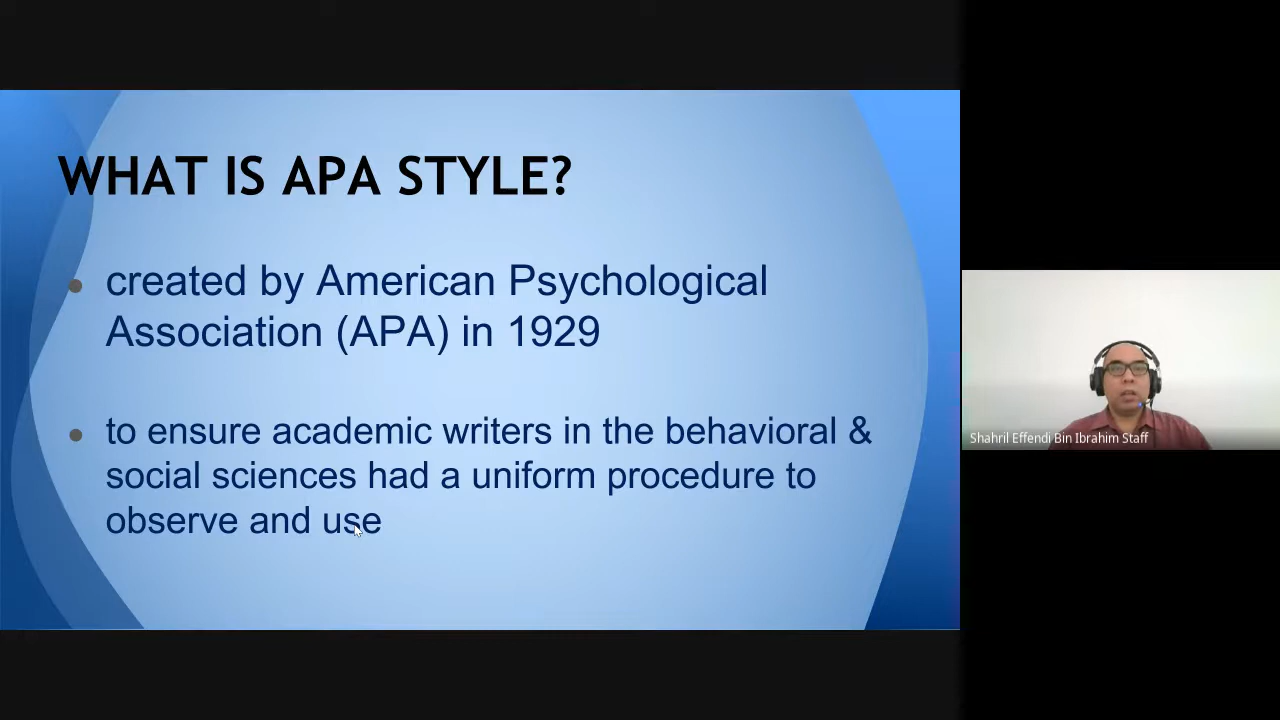 WHAT IS APA STYLE?
created by American Psychological
Association (APA) in 1929
to ensure academic writers in the behavioral &
social sciences had a uniform procedure to
observe and use
Shahril Effendi Bin Ibrahim Staff